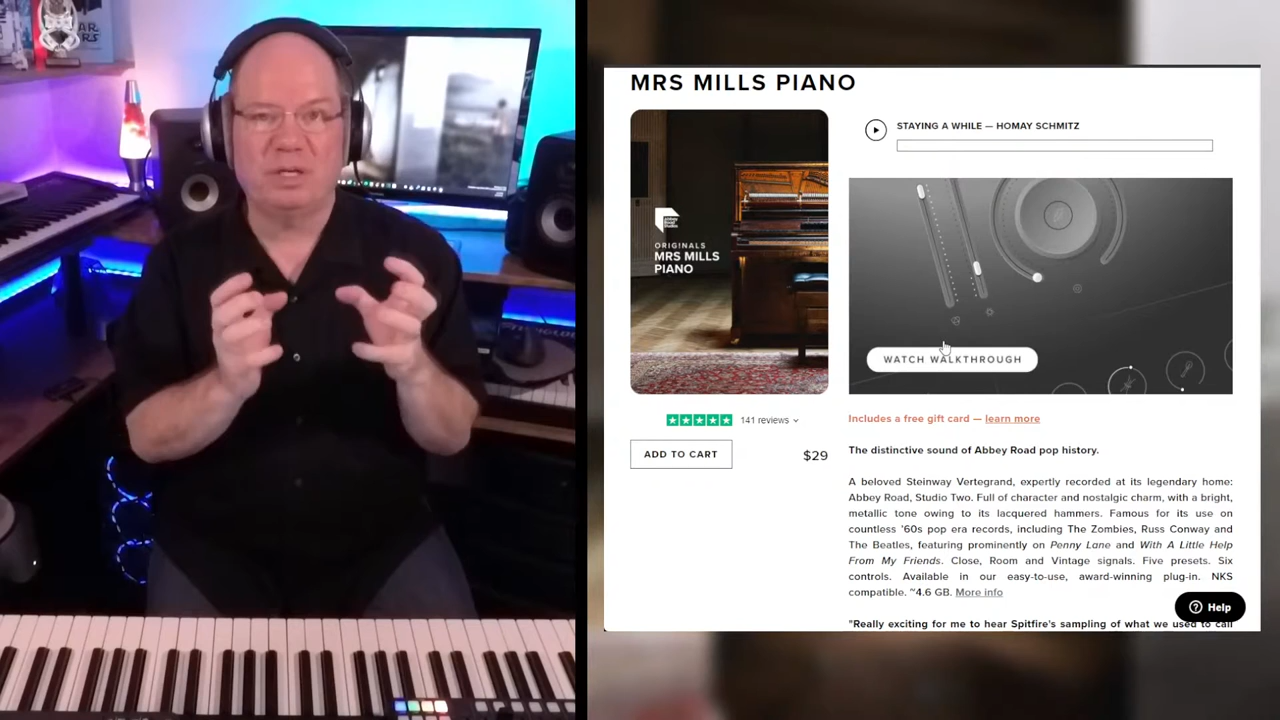 MRS MILLS PIANO
STAYING A WHILE — HOMAY SCHMITZ
Abbey Road Studios
ORIGINALS
MRS MILLS
PIANO
WATCH WALKTHROUGH
141 reviews
ADD TO CART
$29
Includes a free gift card — learn more
The distinctive sound of Abbey Road pop history.
A beloved Steinway Vertegrand, expertly recorded at its legendary home:
Abbey Road, Studio Two. Full of character and nostalgic charm, with a bright,
metallic tone owing to its lacquered hammers. Famous for its use on
countless '60s pop era records, including The Zombies, Russ Conway and
The Beatles, featuring prominently on Penny Lane and With A Little Help
From My Friends. Close, Room and Vintage signals. Five presets. Six
controls. Available in our easy-to-use, award-winning plug-in. NKS
compatible. ~4.6 GB. More info
Help
"Really exciting for me to hear Spitfire's sampling of what we used to call